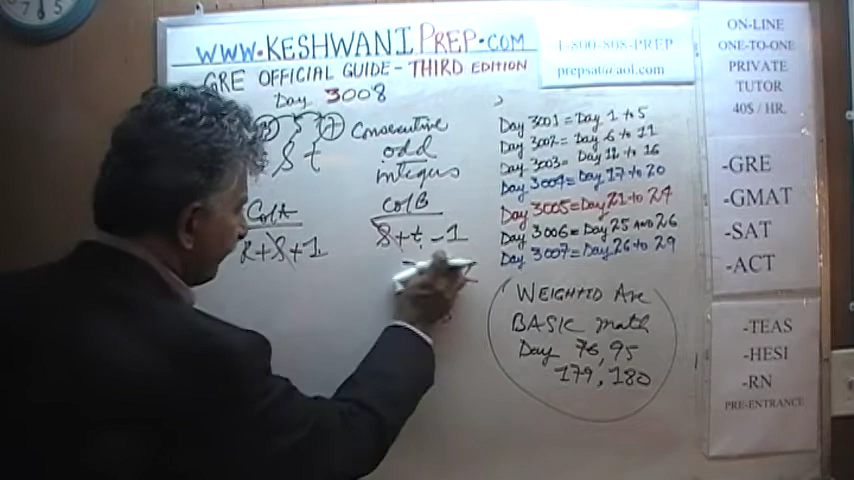 WWW.KESHWANIPREP.COM
GRE OFFICIAL GUIDE - THIRD EDITION
Day 3008
1-800-808-PREP
prepsat@aol.com
S t
Consecutive
odd
integers
Col A
+S+1
Col B
S+t-1
Day 3001 = Day 1 to 5
Day 3002 = Day 6 to 11
Day 3003 = Day 12 to 16
Day 3004 = Day 17 to 20
Day 3005 = Day 21 to 24
Day 3006 = Day 25 AND 26
Day 3007 = Day 26 to 29
WEIGHTED Ave
BASIC math
Day 76, 95
179, 180
ON-LINE
ONE-TO-ONE
PRIVATE
TUTOR
40$ / HR.
-GRE
-GMAT
-SAT
-ACT
-TEAS
-HESI
-RN
PRE-ENTRANCE